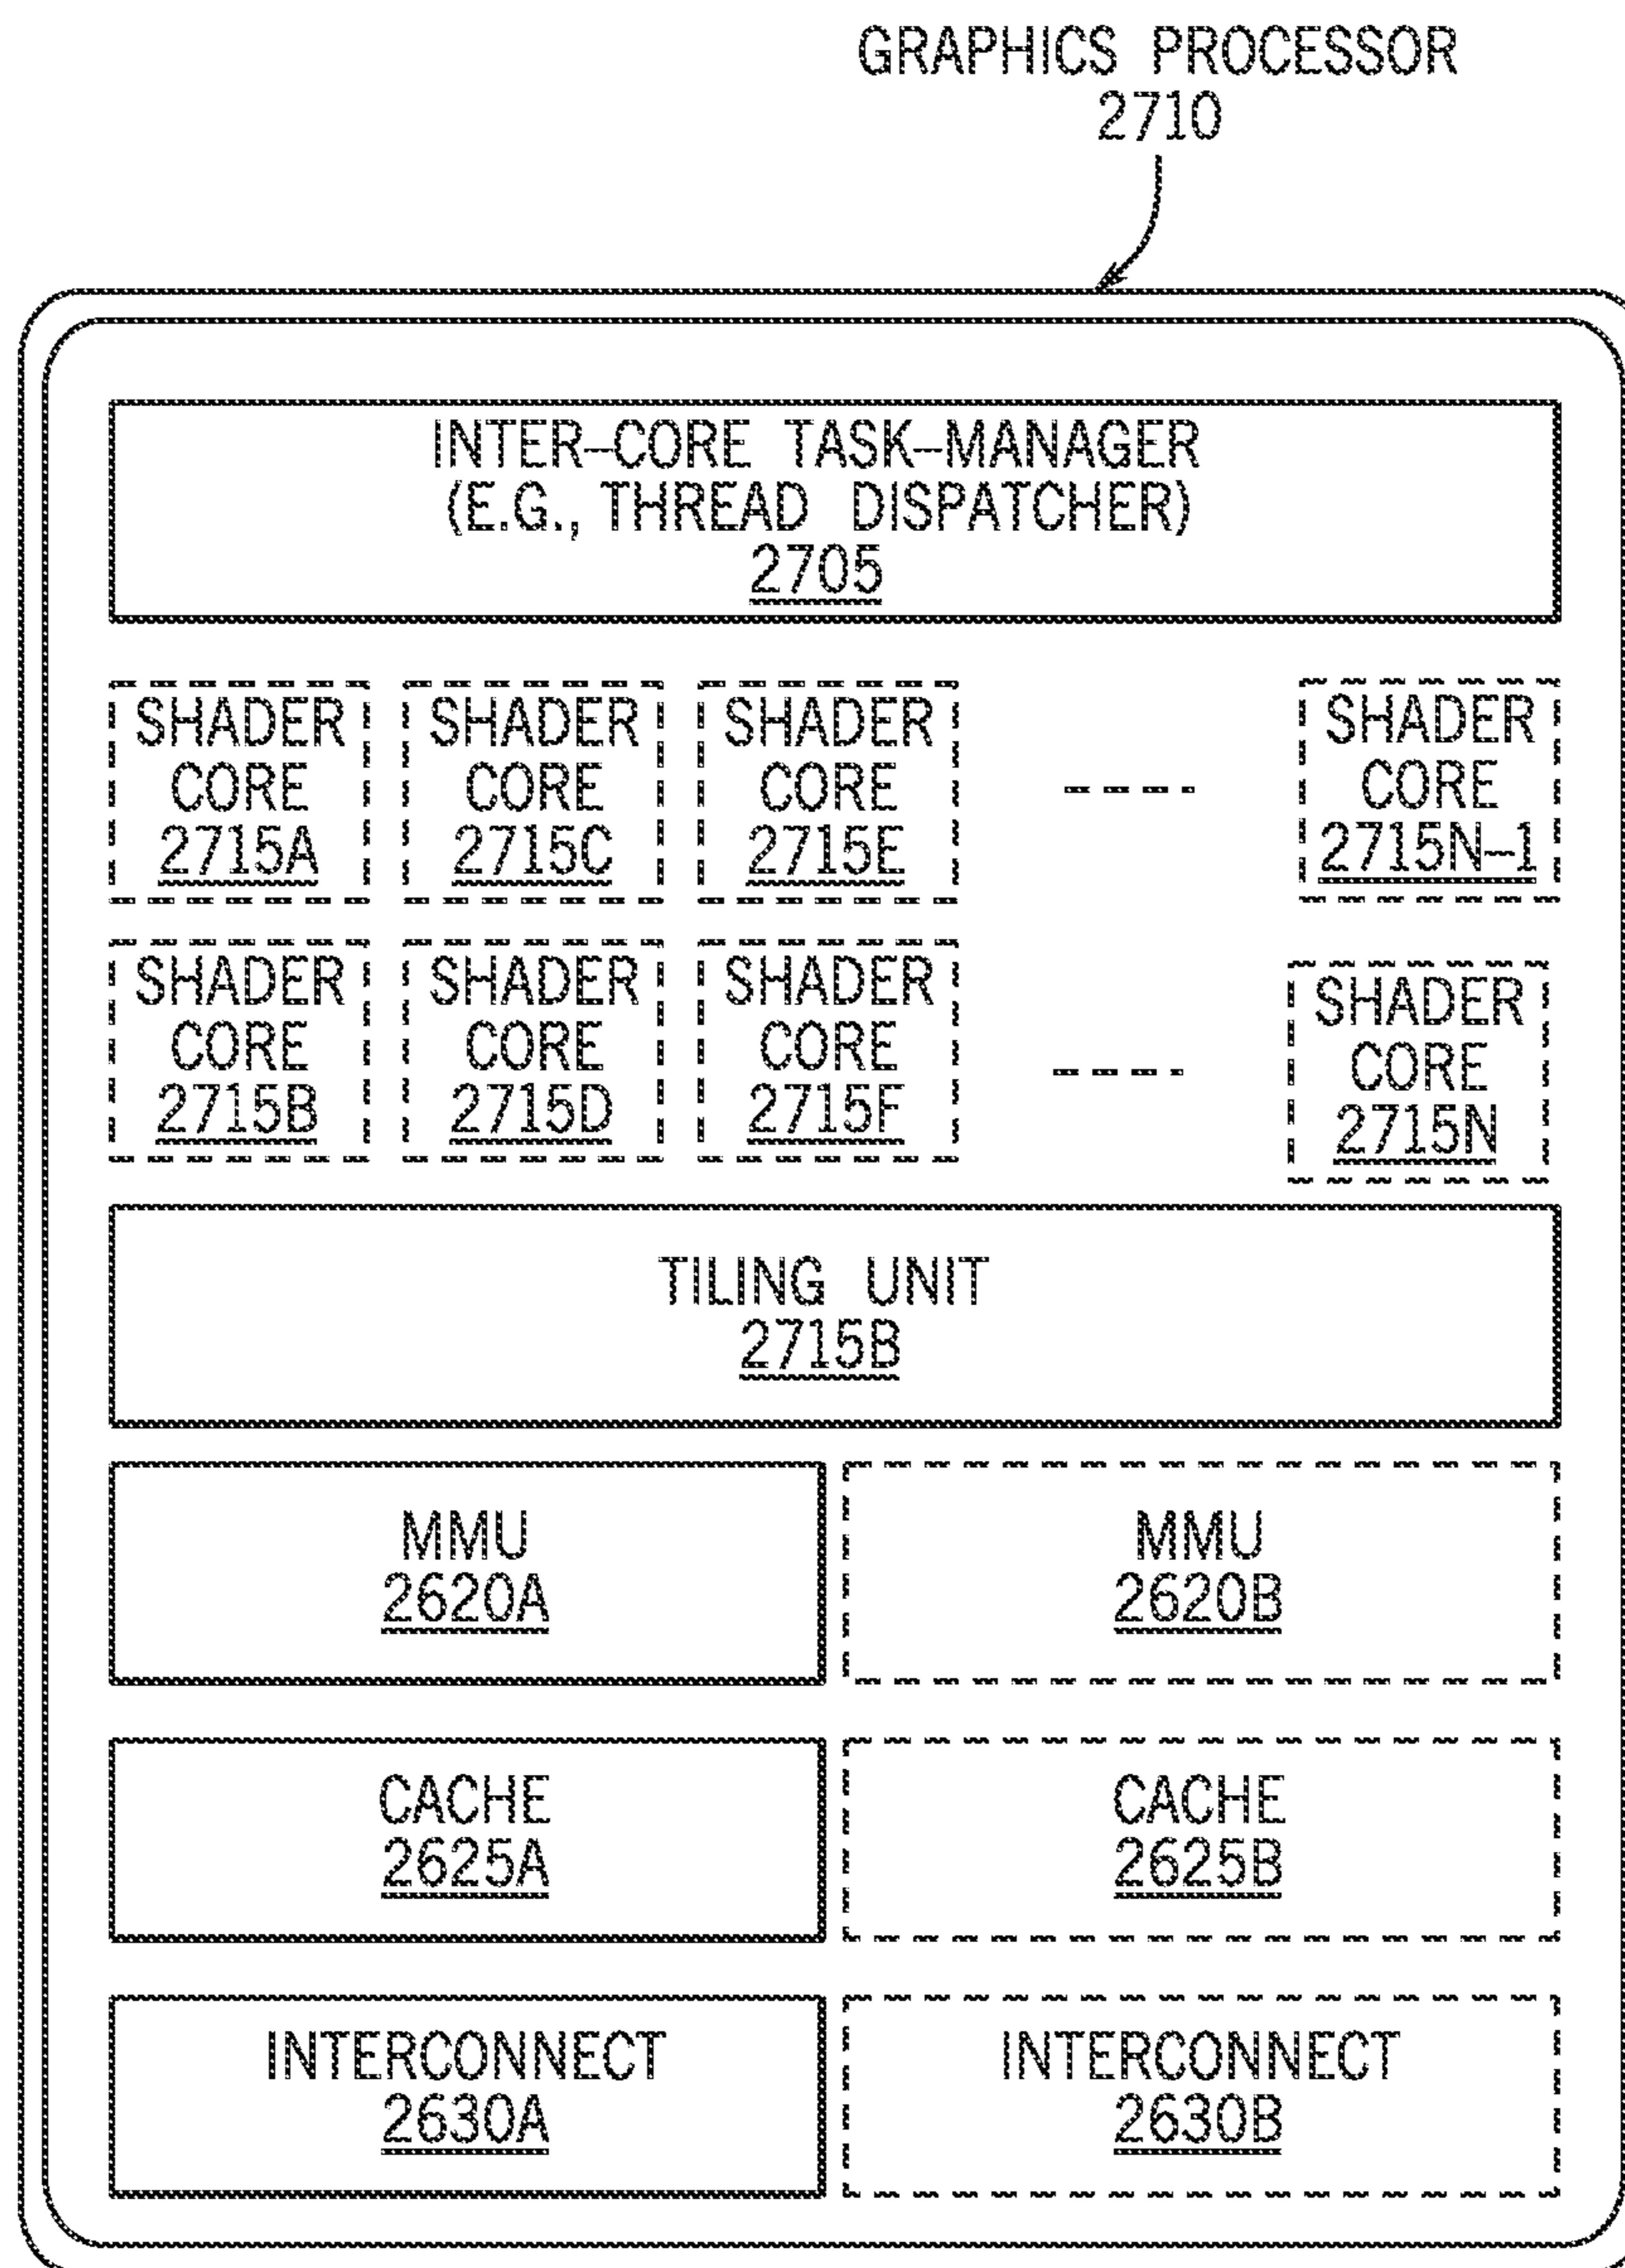 GRAPHICS PROCESSOR
2710
INTER-CORE TASK-MANAGER
(E.G., THREAD DISPATCHER)
2705
SHADER
CORE
2715A
SHADER
CORE
2715C
SHADER
CORE
2715E
SHADER
CORE
2715N-1
SHADER
CORE
2715B
SHADER
CORE
2715D
SHADER
CORE
2715F
SHADER
CORE
2715N
TILING UNIT
2715B
MMU
2620A
MMU
2620B
CACHE
2625A
CACHE
2625B
INTERCONNECT
2630A
INTERCONNECT
2630B